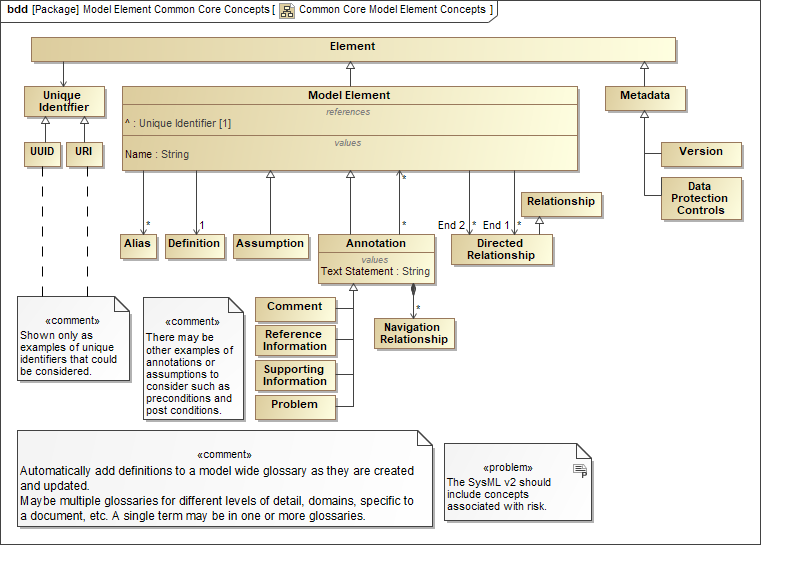 bdd [Package] Model Element Common Core Concepts [ Common Core Model Element Concepts ]
Element
Unique
Identifier
UUID
URI
Model Element
references
^ : Unique Identifier [1]
values
Name : String
Metadata
Version
Data
Protection
Controls
Relationship
*
*
1
*
End 2
*
End 1
*
Alias
Definition
Assumption
Annotation
values
Text Statement : String
Directed
Relationship
Comment
Reference
Information
Supporting
Information
Problem
*
Navigation
Relationship
«comment»
Shown only as
examples of unique
identifiers that could
be considered.
«comment»
There may be
other examples of
annotations or
assumptions to
consider such as
preconditions and
post conditions.
«comment»
Automatically add definitions to a model wide glossary as they are created
and updated.
Maybe multiple glossaries for different levels of detail, domains, specific to
a document, etc. A single term may be in one or more glossaries.
«problem»
The SysML v2 should
include concepts
associated with risk.